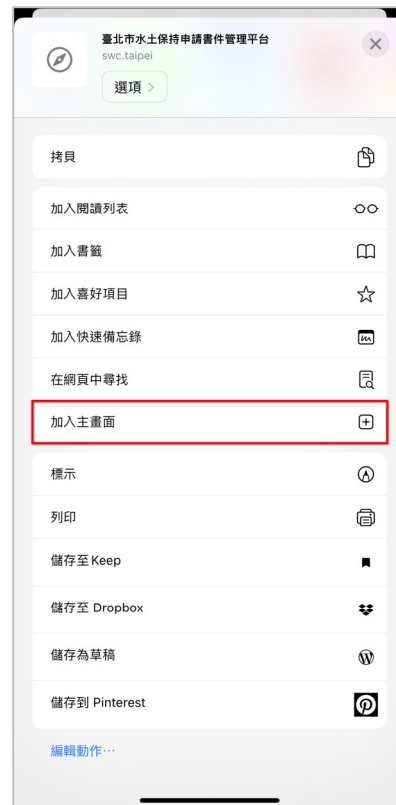 臺北市水土保持申請書件管理平台
swc.taipei
選項
拷貝
加入閱讀列表
加入書籤
加入喜好項目
加入快速備忘錄
在網頁中尋找
加入主畫面
標示
列印
儲存至 Keep
儲存至 Dropbox
儲存為草稿
儲存到 Pinterest
編輯動作⋯